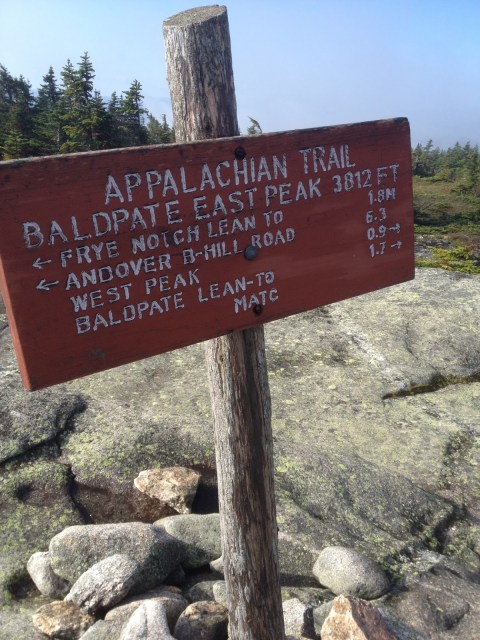 APPALACHIAN TRAIL
BALDPATE EAST PEAK 3812 FT
← FRYE NOTCH LEAN TO 1.8M
← ANDOVER B-HILL ROAD 6.3
WEST PEAK 0.9→
BALDPATE LEAN-TO 1.7→
MATC